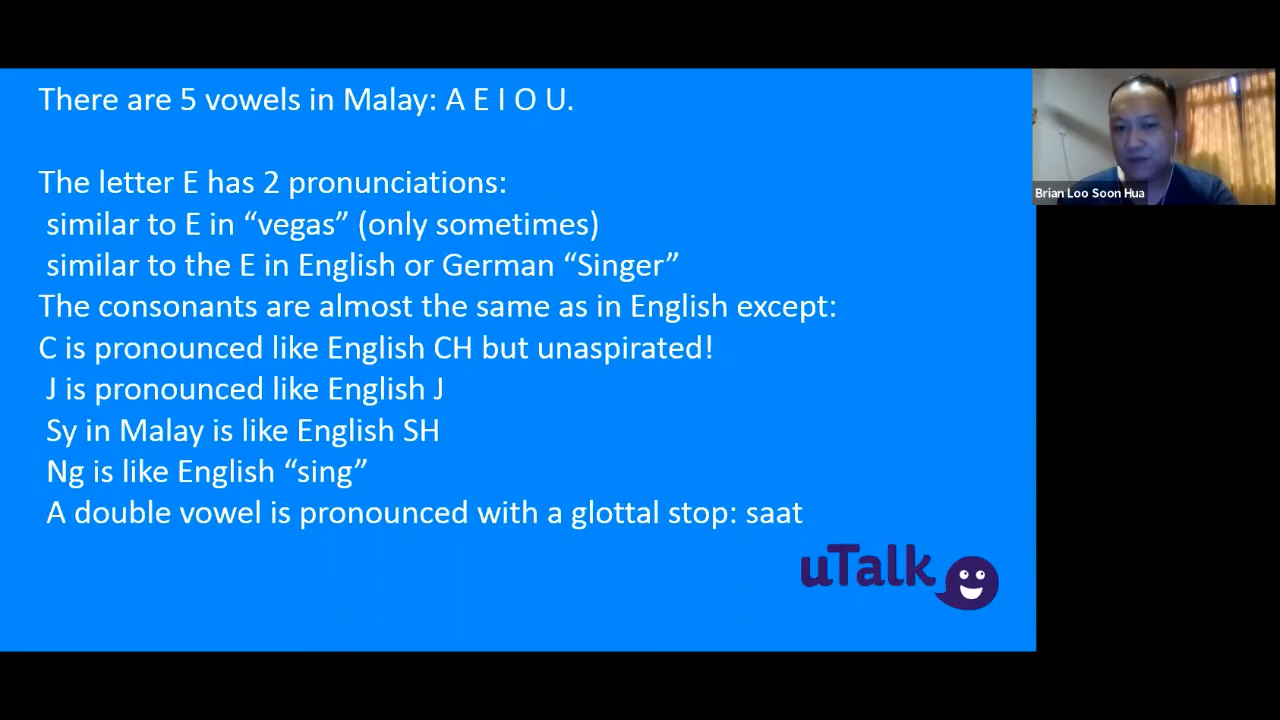 There are 5 vowels in Malay: A E I O U.
The letter E has 2 pronunciations:
similar to E in “vegas” (only sometimes)
similar to the E in English or German “Singer”
The consonants are almost the same as in English except:
C is pronounced like English CH but unaspirated!
J is pronounced like English J
Sy in Malay is like English SH
Ng is like English “sing”
A double vowel is pronounced with a glottal stop: saat
uTalk
Brian Loo Soon Hua